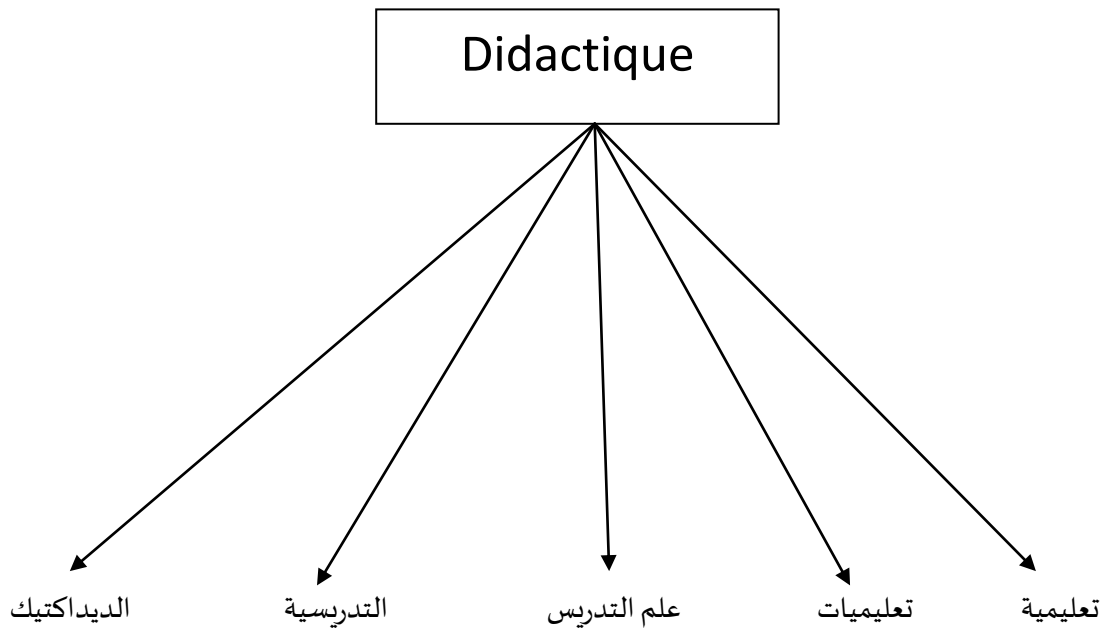 Didactique
تعليمية
تعليميات
علم التدريس
التدريسية
الديداكتيك